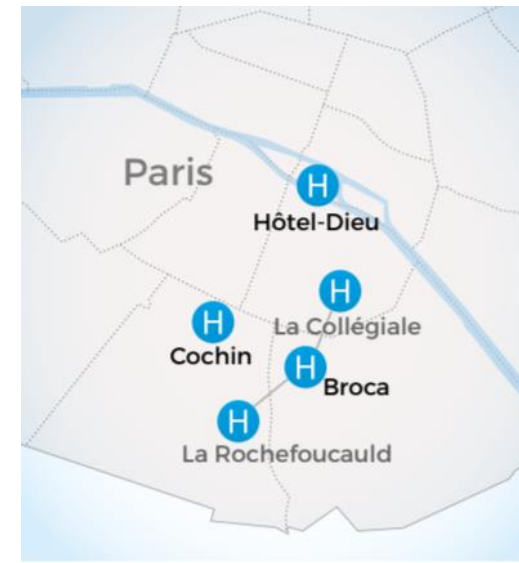 Paris
H
Hôtel-Dieu
H
La Collégiale
H
Cochin
H
Broca
H
La Rochefoucauld